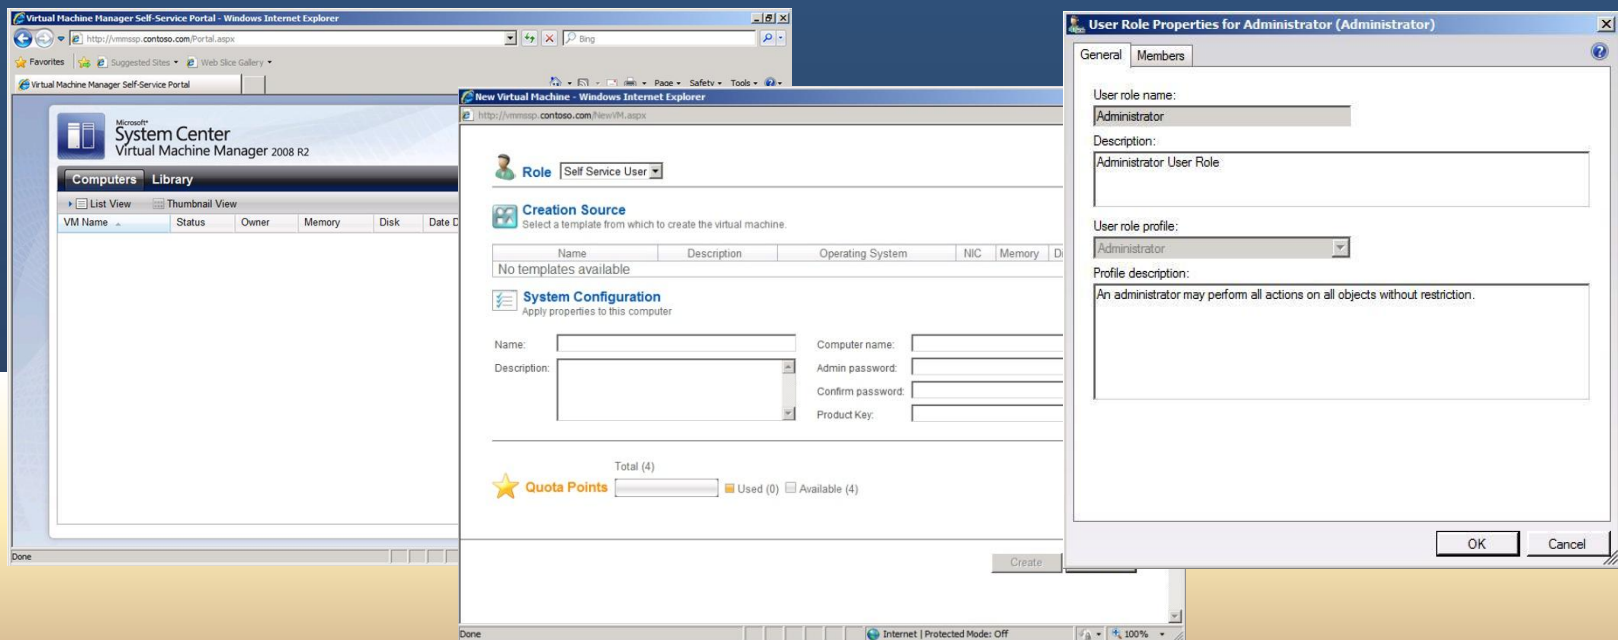 Virtual Machine Manager Self-Service Portal - Windows Internet Explorer
http://vmmssp.contoso.com/Portal.aspx
Bing
Favorites Suggested Sites Web Slice Gallery
Virtual Machine Manager Self-Service Portal
Page Safety Tools
Microsoft
System Center
Virtual Machine Manager 2008 R2
Computers Library
List View Thumbnail View
VM Name Status Owner Memory Disk Date D
Done
New Virtual Machine - Windows Internet Explorer
http://vmmssp.contoso.com/NewVM.aspx
Role Self Service User
Creation Source
Select a template from which to create the virtual machine.
Name Description Operating System NIC Memory
No templates available
System Configuration
Apply properties to this computer
Name: Computer name:
Description: Admin password:
Confirm password:
Product Key:
Total (4)
Quota Points Used (0) Available (4)
Create
Done Internet | Protected Mode: Off 100%
User Role Properties for Administrator (Administrator)
General Members
User role name:
Administrator
Description:
Administrator User Role
User role profile:
Administrator
Profile description:
An administrator may perform all actions on all objects without restriction.
OK Cancel